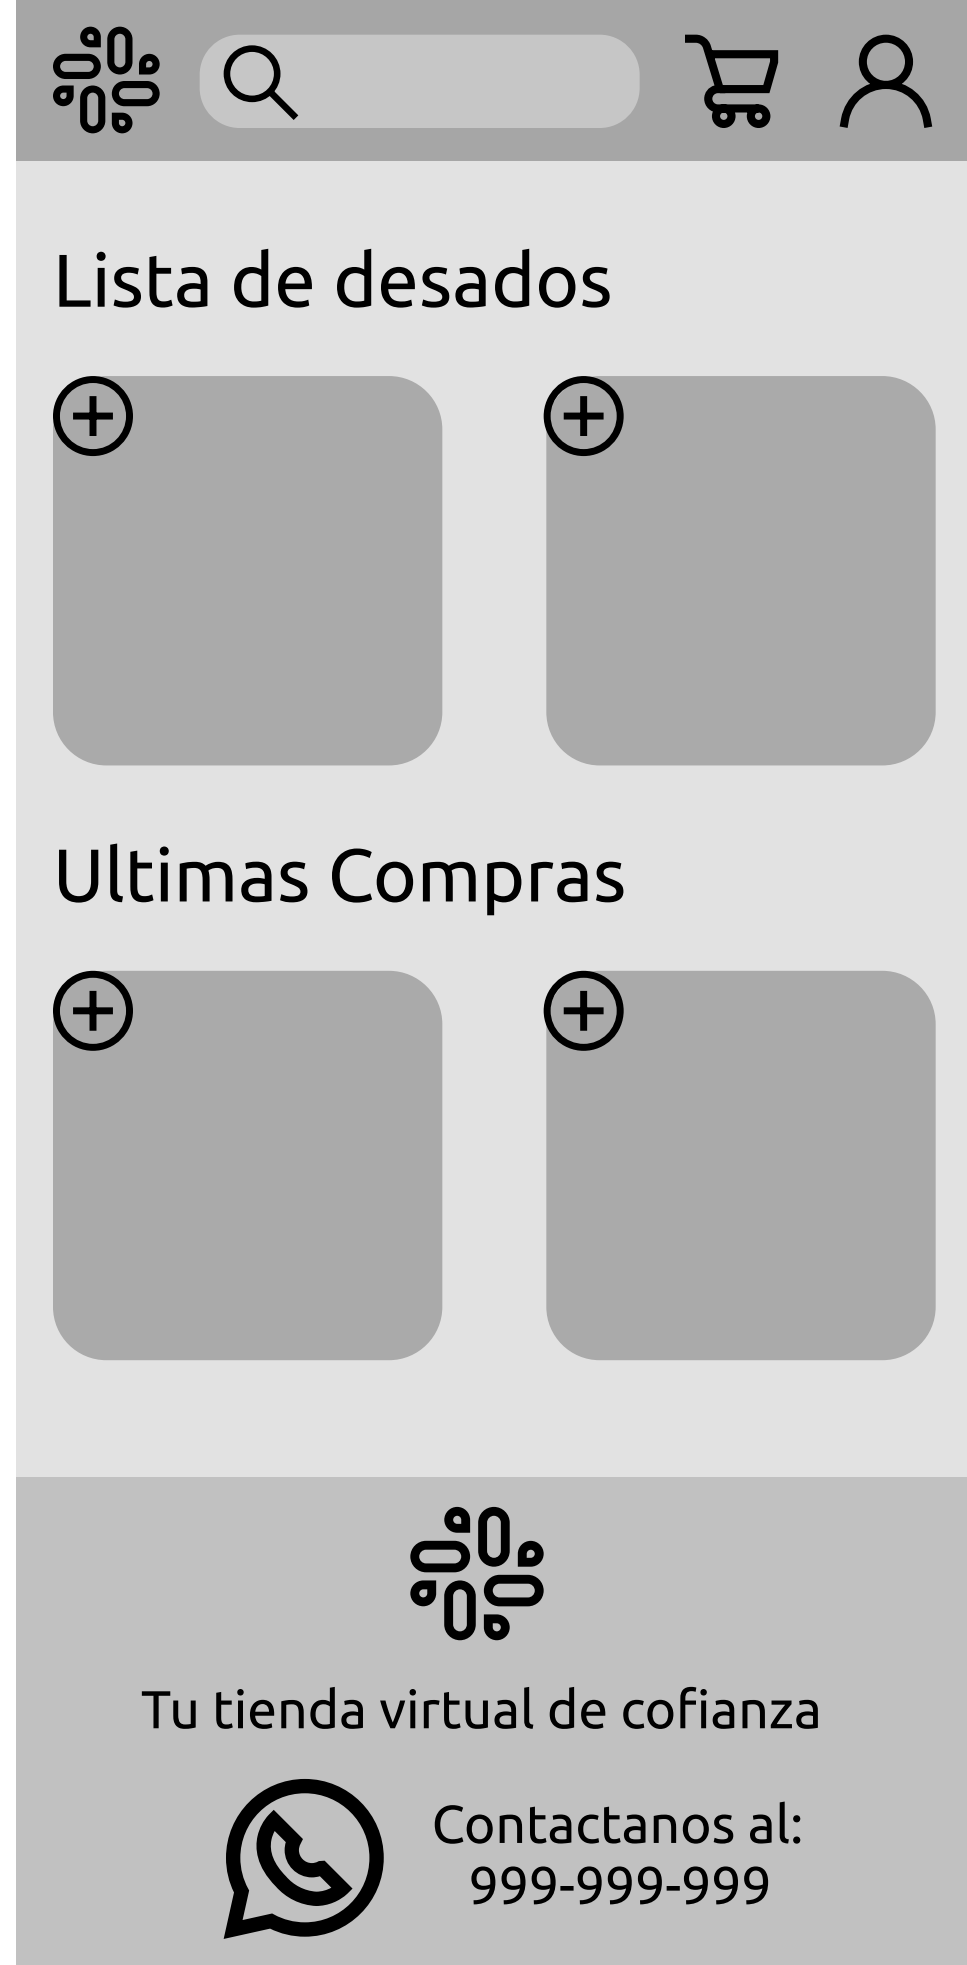 Lista de desados
Ultimas Compras
Tu tienda virtual de cofianza
Contactanos al:
999-999-999